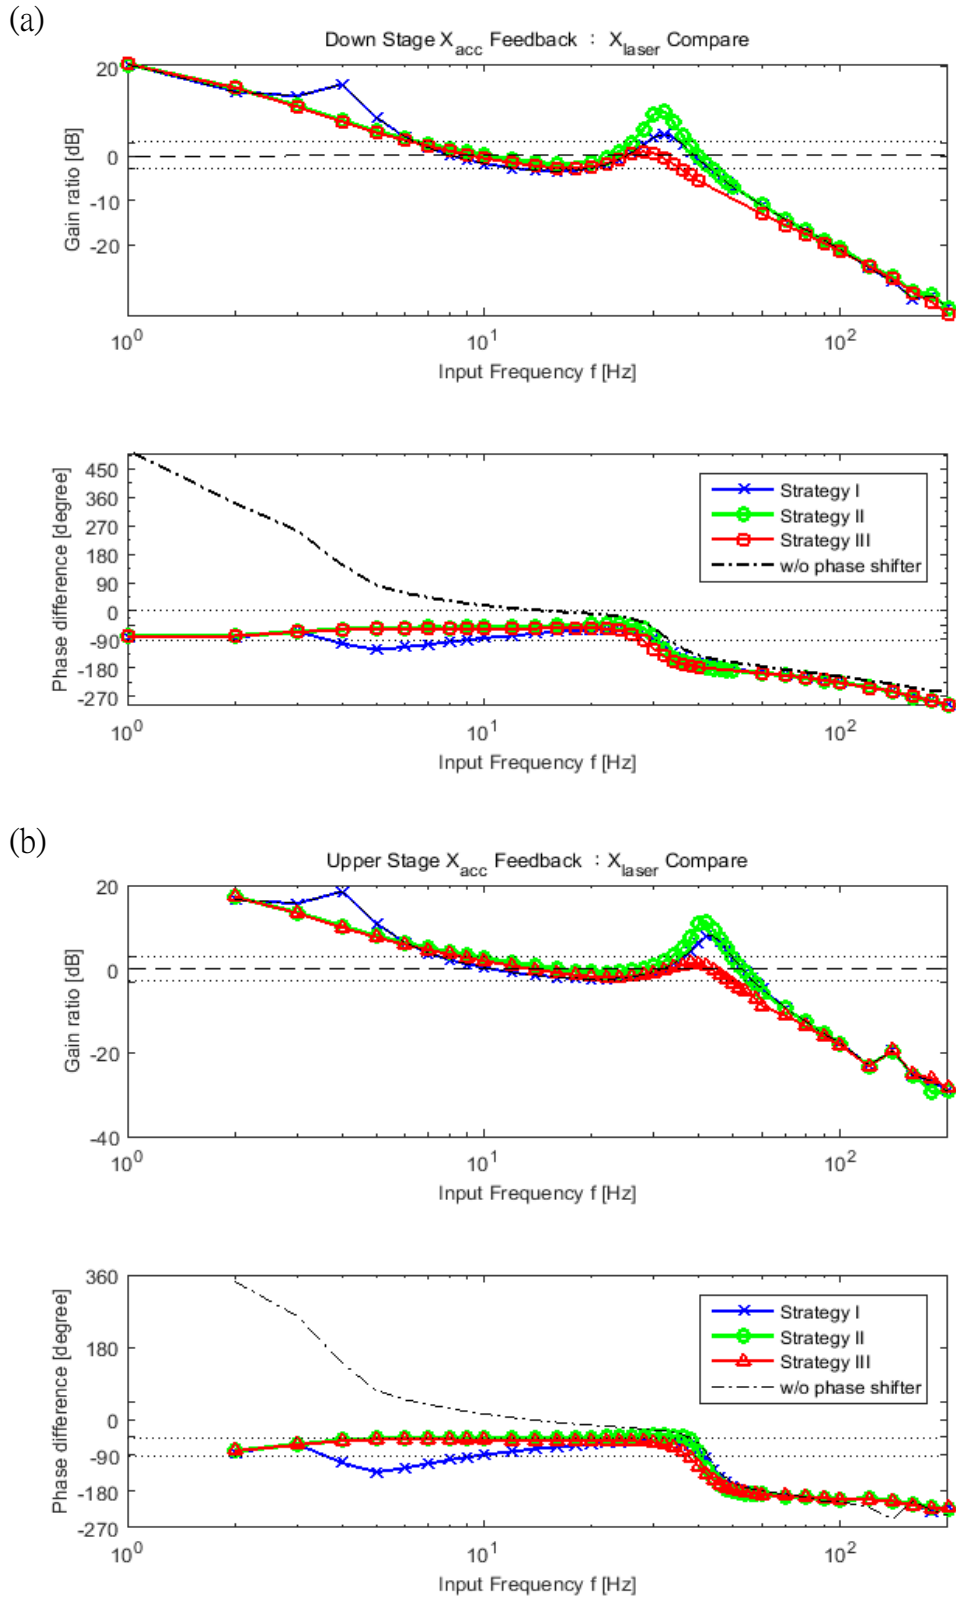 (a)
Down Stage X_acc Feedback : X_laser Compare
Gain ratio [dB]
20
0
-10
-20
10^0
10^1
10^2
Input Frequency f [Hz]
Phase difference [degree]
450
360
270
180
90
0
-90
-180
-270
Strategy I
Strategy II
Strategy III
w/o phase shifter
10^0
10^1
10^2
Input Frequency f [Hz]
(b)
Upper Stage X_acc Feedback : X_laser Compare
Gain ratio [dB]
20
0
-20
-40
10^0
10^1
10^2
Input Frequency f [Hz]
Phase difference [degree]
360
180
0
-90
-180
-270
Strategy I
Strategy II
Strategy III
w/o phase shifter
10^0
10^1
10^2
Input Frequency f [Hz]